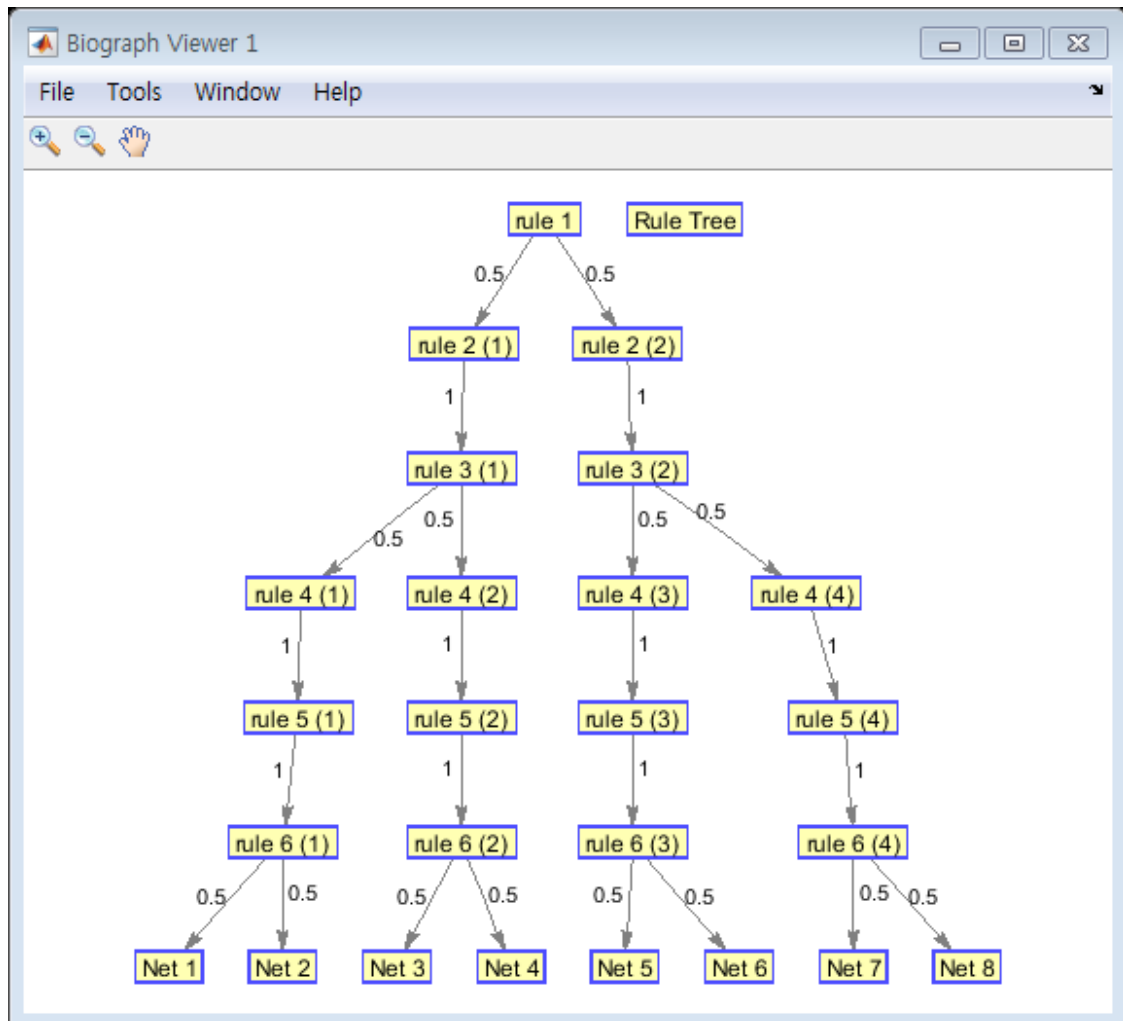 Biograph Viewer 1
File Tools Window Help
rule 1 Rule Tree
0.5 0.5
rule 2 (1) rule 2 (2)
1 1
rule 3 (1) rule 3 (2)
0.5 0.5 0.5 0.5
rule 4 (1) rule 4 (2) rule 4 (3) rule 4 (4)
1 1 1 1
rule 5 (1) rule 5 (2) rule 5 (3) rule 5 (4)
1 1 1 1
rule 6 (1) rule 6 (2) rule 6 (3) rule 6 (4)
0.5 0.5 0.5 0.5 0.5 0.5 0.5 0.5
Net 1 Net 2 Net 3 Net 4 Net 5 Net 6 Net 7 Net 8